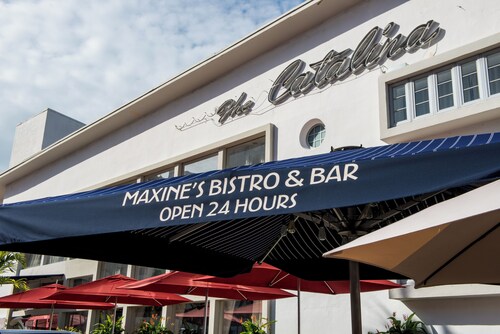 The Catalina
MAXINE'S BISTRO & BAR
OPEN 24 HOURS